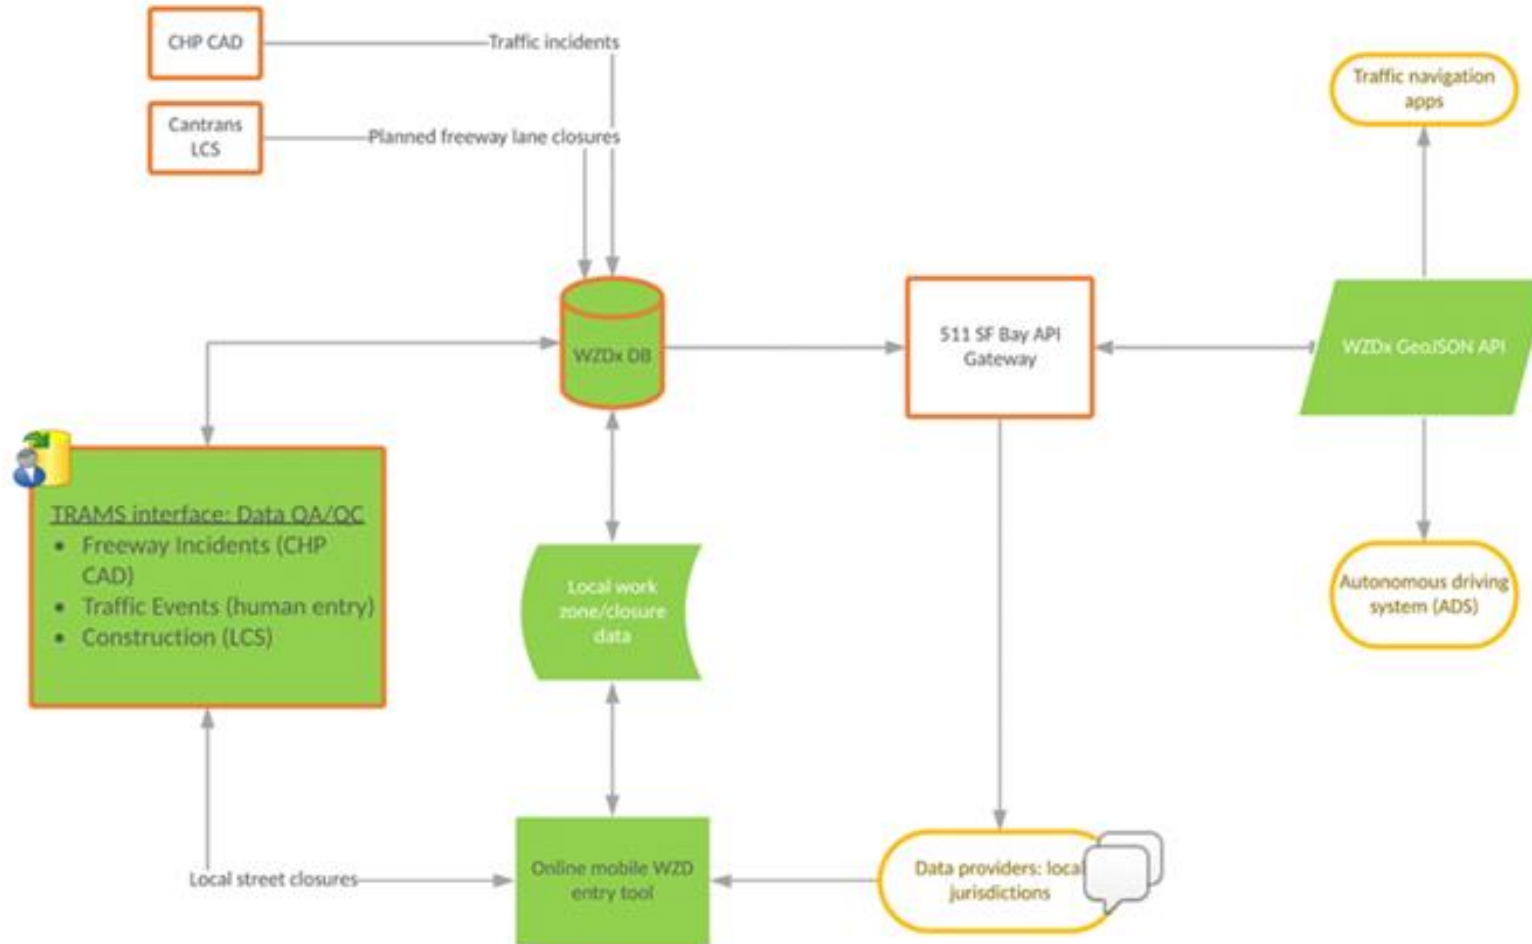 CHP CAD
Traffic incidents
Cantrans
LCS
Planned freeway lane closures
Traffic navigation
apps
WZDx DB
511 SF Bay API
Gateway
WZDx GeoJSON API
TRAMS interface: Data QA/QC
• Freeway Incidents (CHP
CAD)
• Traffic Events (human entry)
• Construction (LCS)
Local work
zone/closure
data
Autonomous driving
system (ADS)
Local street closures
Online mobile WZD
entry tool
Data providers: local
jurisdictions